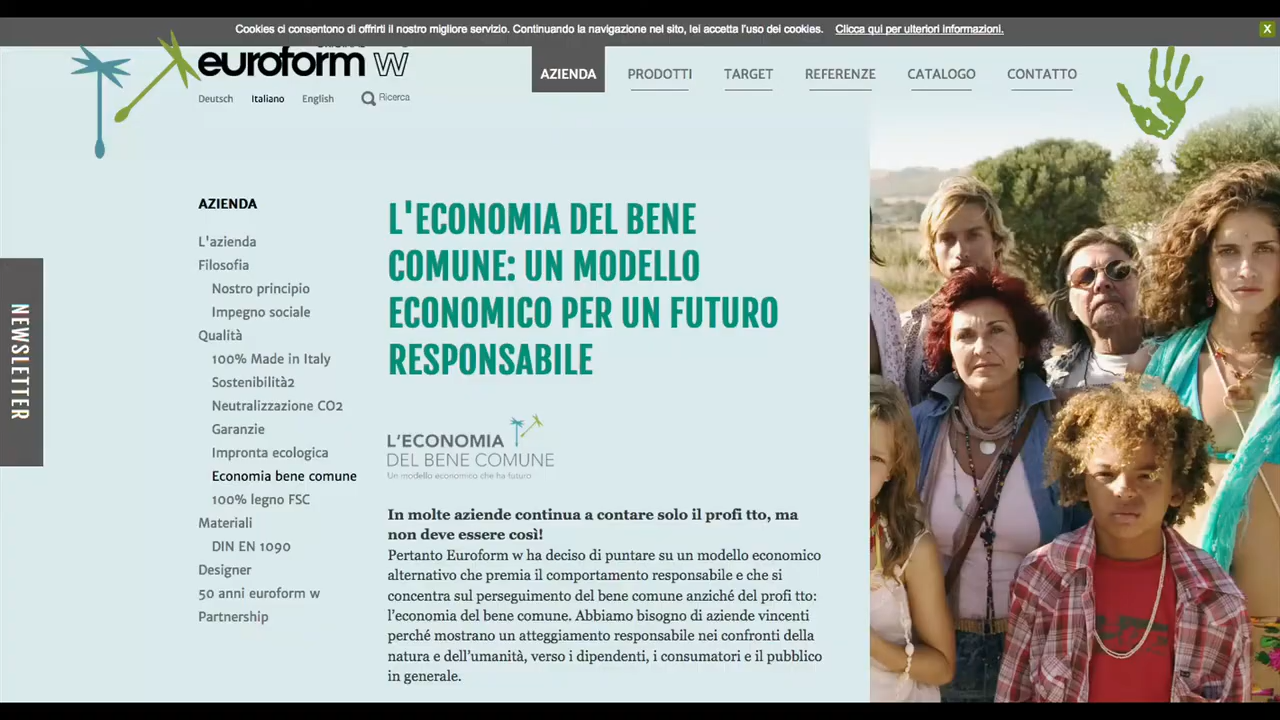 Cookies ci consentono di offrirti il nostro migliore servizio. Continuando la navigazione nel sito, lei accetta l'uso dei cookies. Clicca qui per ulteriori informazioni. X
euroform w
Deutsch Italiano English Ricerca
AZIENDA PRODOTTI TARGET REFERENZE CATALOGO CONTATTO
NEWSLETTER
AZIENDA
L'azienda
Filosofia
Nostro principio
Impegno sociale
Qualità
100% Made in Italy
Sostenibilità2
Neutralizzazione CO2
Garanzie
Impronta ecologica
Economia bene comune
100% legno FSC
Materiali
DIN EN 1090
Designer
50 anni euroform w
Partnership
L'ECONOMIA DEL BENE
COMUNE: UN MODELLO
ECONOMICO PER UN FUTURO
RESPONSABILE
L'ECONOMIA
DEL BENE COMUNE
Un modello economico che ha futuro
In molte aziende continua a contare solo il profi tto, ma
non deve essere così!
Pertanto Euroform w ha deciso di puntare su un modello economico
alternativo che premia il comportamento responsabile e che si
concentra sul perseguimento del bene comune anziché del profi tto:
l'economia del bene comune. Abbiamo bisogno di aziende vincenti
perché mostrano un atteggiamento responsabile nei confronti della
natura e dell'umanità, verso i dipendenti, i consumatori e il pubblico
in generale.